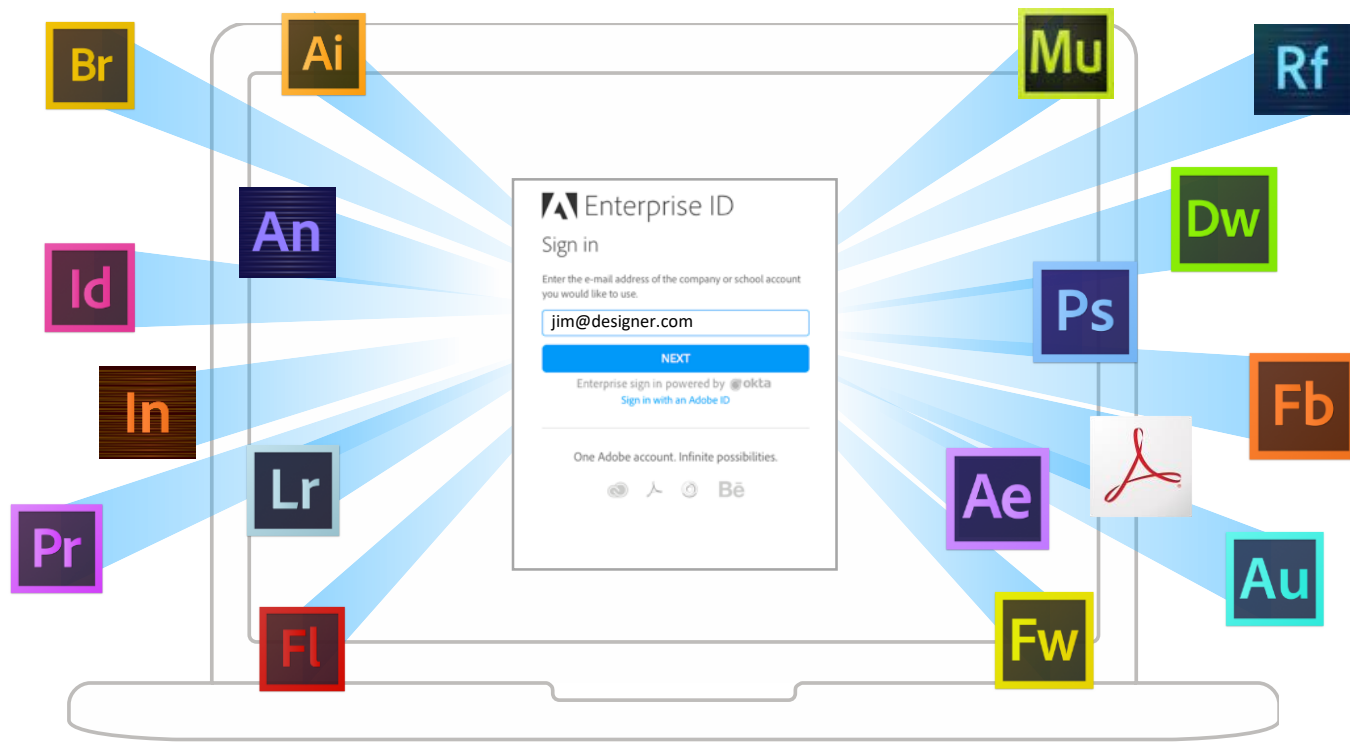 Br
Ai
Mu
Rf
An
Dw
Id
Ps
In
Fb
Lr
Ae
Pr
Au
Fl
Fw
Enterprise ID
Sign in
Enter the e-mail address of the company or school account
you would like to use.
jim@designer.com
NEXT
Enterprise sign in powered by okta
Sign in with an Adobe ID
One Adobe account. Infinite possibilities.
Bē